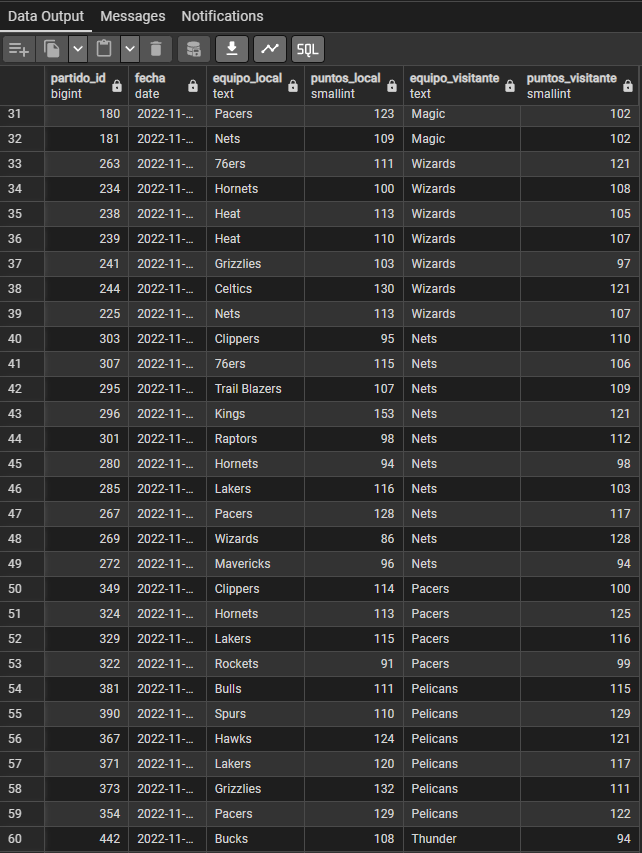 Data Output Messages Notifications
SQL
partido_id fecha equipo_local puntos_local equipo_visitante puntos_visitante
bigint date text smallint text smallint
31 180 2022-11-... Pacers 123 Magic 102
32 181 2022-11-... Nets 109 Magic 102
33 263 2022-11-... 76ers 111 Wizards 121
34 234 2022-11-... Hornets 100 Wizards 108
35 238 2022-11-... Heat 113 Wizards 105
36 239 2022-11-... Heat 110 Wizards 107
37 241 2022-11-... Grizzlies 103 Wizards 97
38 244 2022-11-... Celtics 130 Wizards 121
39 225 2022-11-... Nets 113 Wizards 107
40 303 2022-11-... Clippers 95 Nets 110
41 307 2022-11-... 76ers 115 Nets 106
42 295 2022-11-... Trail Blazers 107 Nets 109
43 296 2022-11-... Kings 153 Nets 121
44 301 2022-11-... Raptors 98 Nets 112
45 280 2022-11-... Hornets 94 Nets 98
46 285 2022-11-... Lakers 116 Nets 103
47 267 2022-11-... Pacers 128 Nets 117
48 269 2022-11-... Wizards 86 Nets 128
49 272 2022-11-... Mavericks 96 Nets 94
50 349 2022-11-... Clippers 114 Pacers 100
51 324 2022-11-... Hornets 113 Pacers 125
52 329 2022-11-... Lakers 115 Pacers 116
53 322 2022-11-... Rockets 91 Pacers 99
54 381 2022-11-... Bulls 111 Pelicans 115
55 390 2022-11-... Spurs 110 Pelicans 129
56 367 2022-11-... Hawks 124 Pelicans 121
57 371 2022-11-... Lakers 120 Pelicans 117
58 373 2022-11-... Grizzlies 132 Pelicans 111
59 354 2022-11-... Pacers 129 Pelicans 122
60 442 2022-11-... Bucks 108 Thunder 94